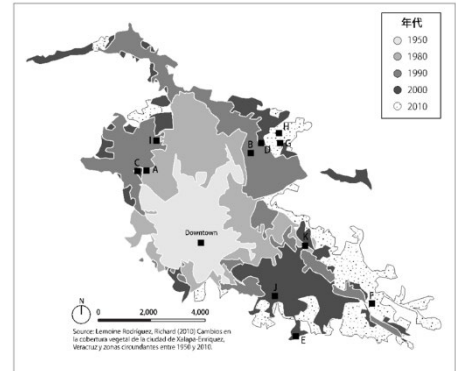 年代
1950
1980
1990
2000
2010
H
I
B
D
G
C
A
Downtown
K
J
F
E
N
0
2,000
4,000
Source: Lemoine Rodríguez, Richard (2010) Cambios en
la cobertura vegetal de la ciudad de Xalapa-Enríquez,
Veracruz y zonas circundantes entre 1950 y 2010.